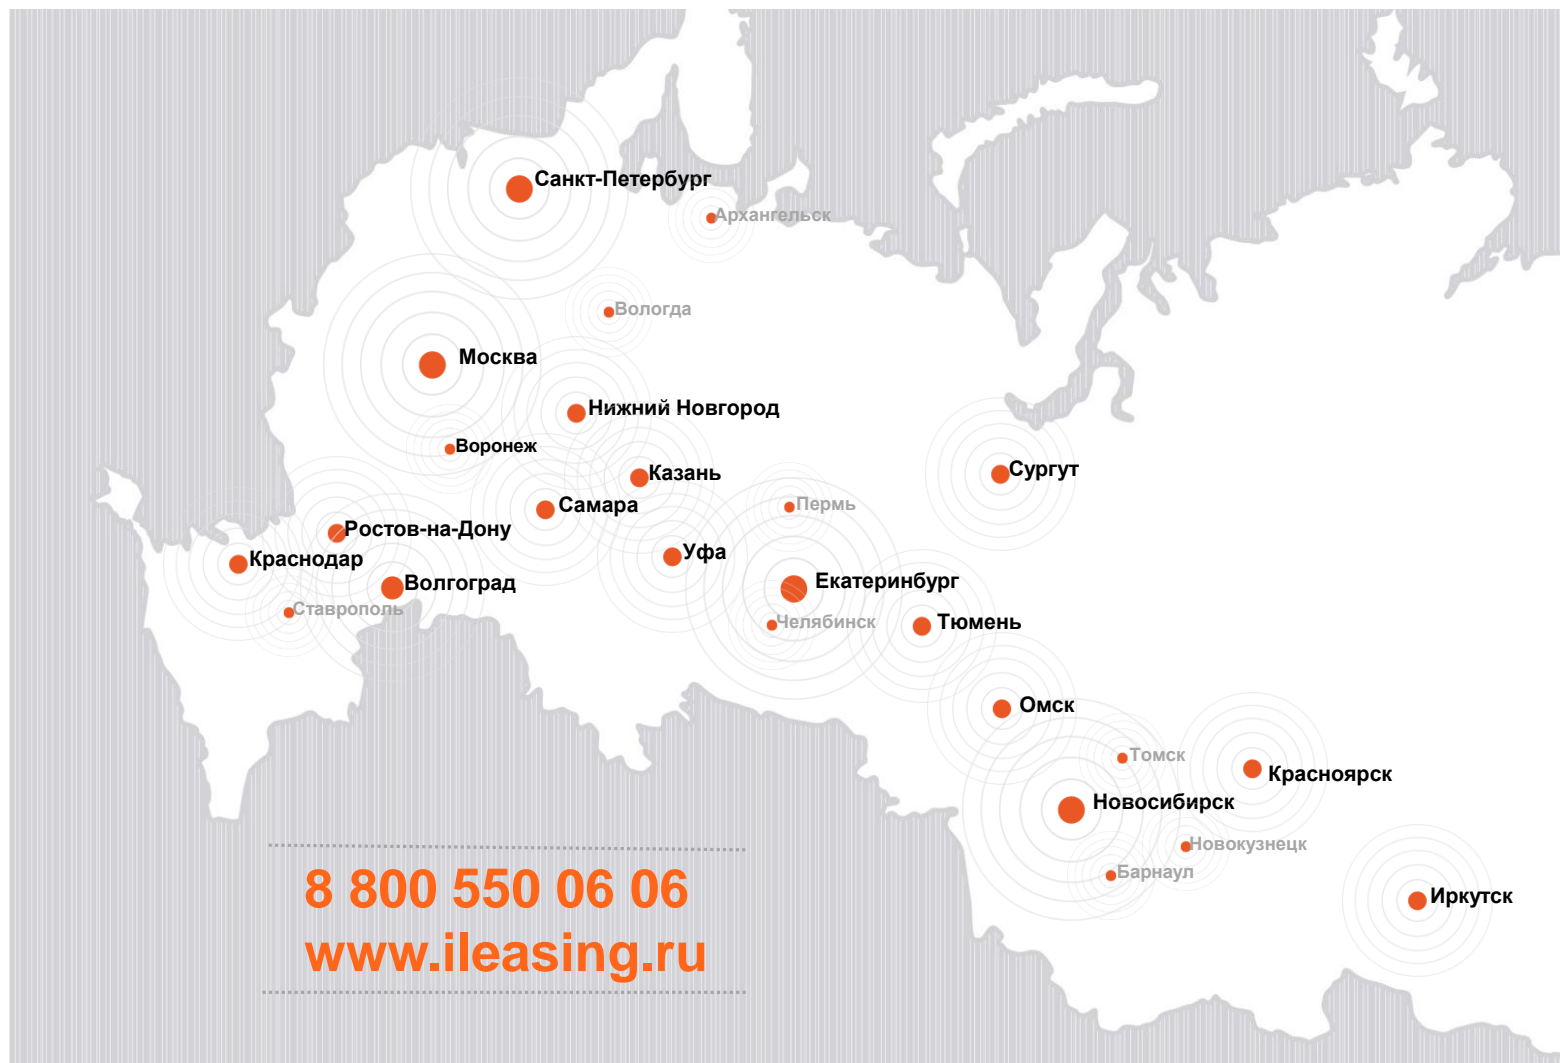 Санкт-Петербург
Архангельск
Вологда
Москва
Нижний Новгород
Воронеж
Казань
Сургут
Самара
Пермь
Ростов-на-Дону
Уфа
Краснодар
Волгоград
Екатеринбург
Ставрополь
Челябинск
Тюмень
Омск
Томск
Красноярск
Новосибирск
Новокузнецк
Барнаул
Иркутск
8 800 550 06 06
www.ileasing.ru